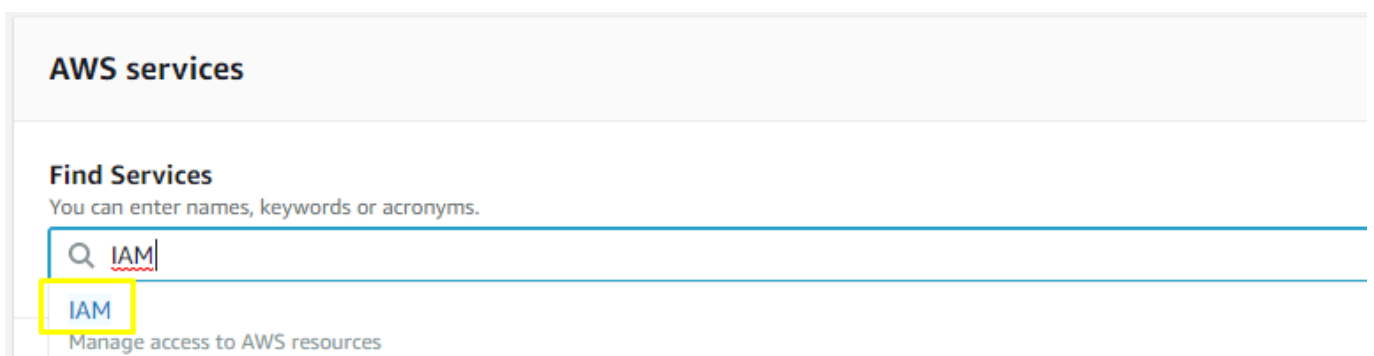 AWS services
Find Services
You can enter names, keywords or acronyms.
IAM
IAM
Manage access to AWS resources